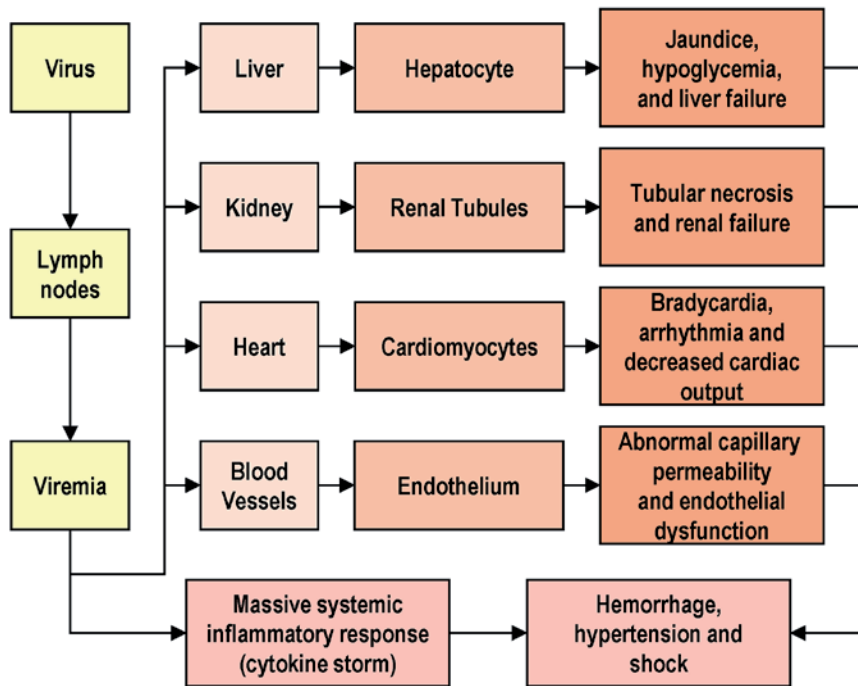 Virus
Liver
Hepatocyte
Jaundice,
hypoglycemia,
and liver failure
Kidney
Renal Tubules
Tubular necrosis
and renal failure
Lymph
nodes
Heart
Cardiomyocytes
Bradycardia,
arrhythmia and
decreased cardiac
output
Viremia
Blood
Vessels
Endothelium
Abnormal capillary
permeability
and endothelial
dysfunction
Massive systemic
inflammatory response
(cytokine storm)
Hemorrhage,
hypertension and
shock